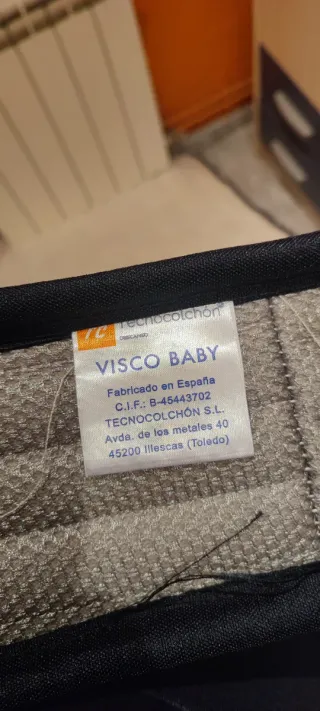 Tecnocolchón®
VISCO BABY
Fabricado en España
C.I.F.: B-45443702
TECNOCOLCHÓN S.L.
Avda. de los metales 40
45200 Illescas (Toledo)